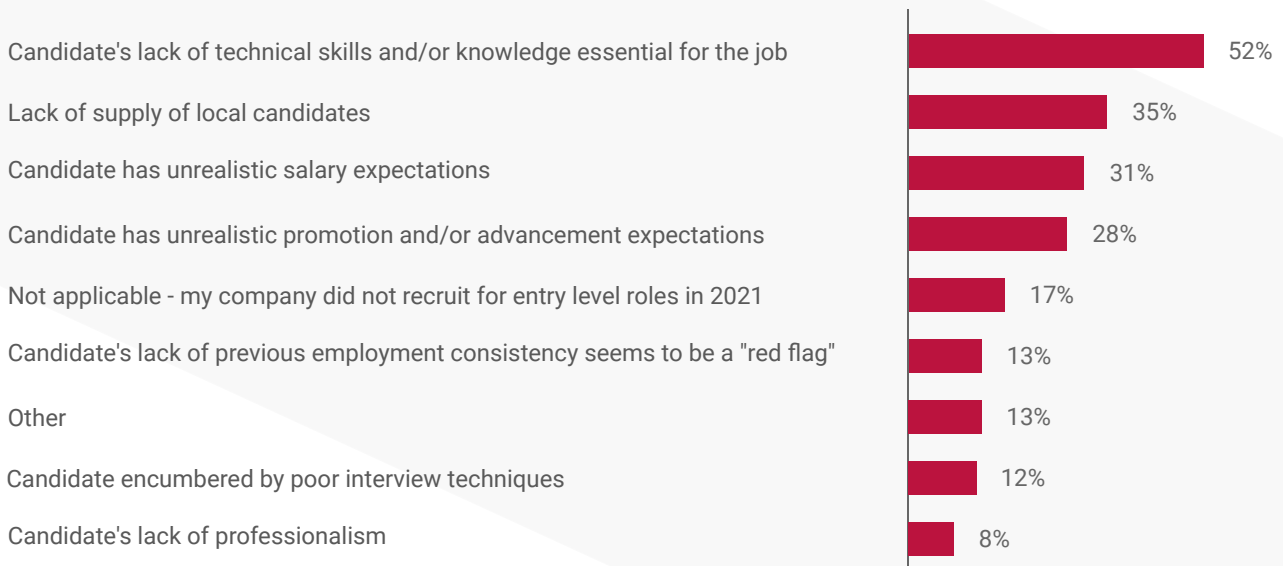 Candidate's lack of technical skills and/or knowledge essential for the job 52%
Lack of supply of local candidates 35%
Candidate has unrealistic salary expectations 31%
Candidate has unrealistic promotion and/or advancement expectations 28%
Not applicable - my company did not recruit for entry level roles in 2021 17%
Candidate's lack of previous employment consistency seems to be a "red flag" 13%
Other 13%
Candidate encumbered by poor interview techniques 12%
Candidate's lack of professionalism 8%